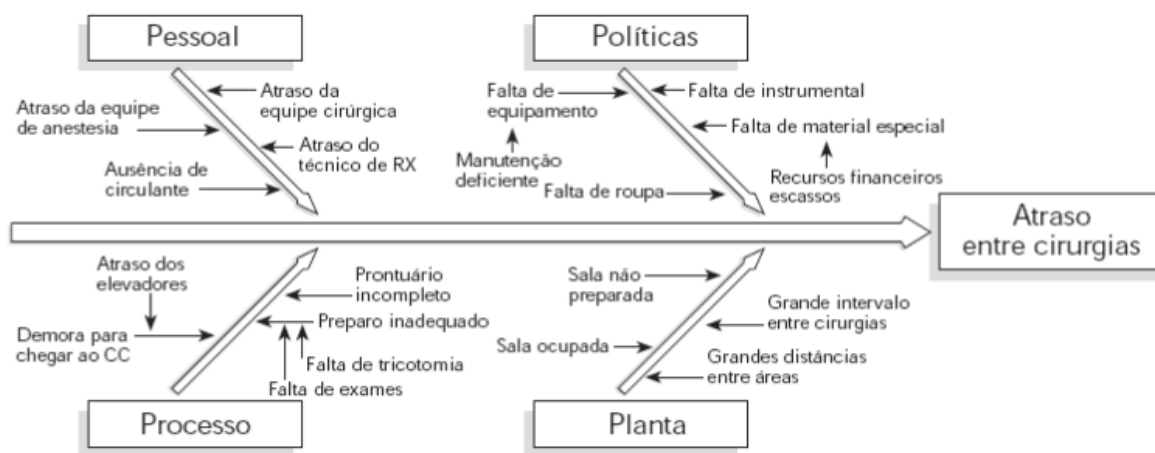 Pessoal
Políticas
Atraso da
equipe cirúrgica
Atraso da equipe
de anestesia
Atraso do
técnico de RX
Ausência de
circulante
Falta de
equipamento
Falta de instrumental
Falta de material especial
Manutenção
deficiente
Falta de roupa
Recursos financeiros
escassos
Atraso
entre cirurgias
Atraso dos
elevadores
Prontuário
incompleto
Demora para
chegar ao CC
Preparo inadequado
Falta de tricotomia
Falta de exames
Sala não
preparada
Grande intervalo
entre cirurgias
Sala ocupada
Grandes distâncias
entre áreas
Processo
Planta